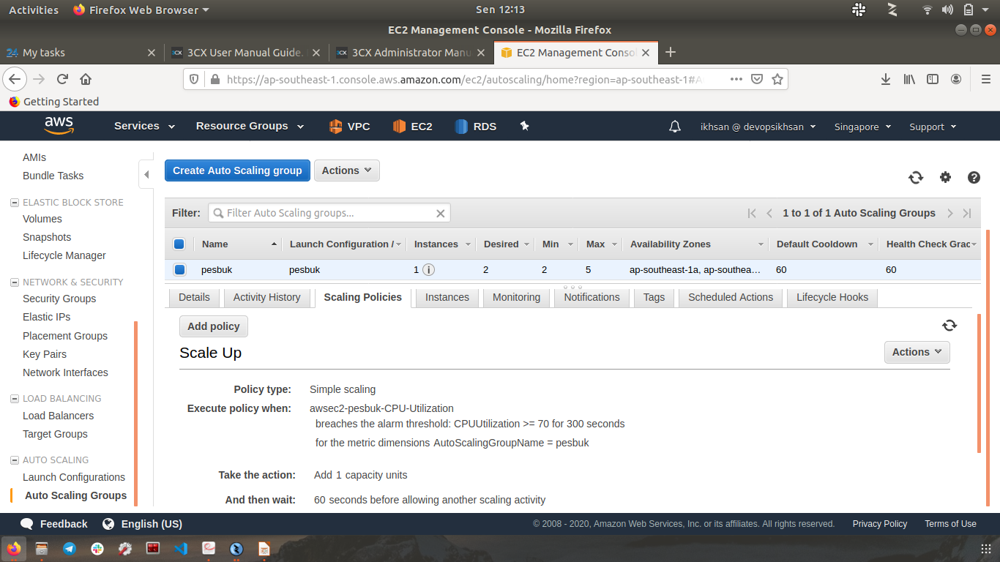 Activities Firefox Web Browser Sen 12:13
EC2 Management Console - Mozilla Firefox
24 My tasks 3CX 3CX User Manual Guide. 3CX 3CX Administrator Manu EC2 Management Conso
https://ap-southeast-1.console.aws.amazon.com/ec2/autoscaling/home?region=ap-southeast-1#A
Getting Started
aws Services Resource Groups VPC EC2 RDS ikhsan @ devopsikhsan Singapore Support
AMIs
Bundle Tasks
ELASTIC BLOCK STORE
Volumes
Snapshots
Lifecycle Manager
NETWORK & SECURITY
Security Groups
Elastic IPs
Placement Groups
Key Pairs
Network Interfaces
LOAD BALANCING
Load Balancers
Target Groups
AUTO SCALING
Launch Configurations
Auto Scaling Groups
Create Auto Scaling group Actions
Filter: Filter Auto Scaling groups... 1 to 1 of 1 Auto Scaling Groups
Name Launch Configuration / Instances Desired Min Max Availability Zones Default Cooldown Health Check Grac
pesbuk pesbuk 1 2 2 5 ap-southeast-1a, ap-southea... 60 60
Details Activity History Scaling Policies Instances Monitoring Notifications Tags Scheduled Actions Lifecycle Hooks
Add policy
Scale Up Actions
Policy type: Simple scaling
Execute policy when: awsec2-pesbuk-CPU-Utilization
breaches the alarm threshold: CPUUtilization >= 70 for 300 seconds
for the metric dimensions AutoScalingGroupName = pesbuk
Take the action: Add 1 capacity units
And then wait: 60 seconds before allowing another scaling activity
Feedback English (US) © 2008 - 2020, Amazon Web Services, Inc. or its affiliates. All rights reserved. Privacy Policy Terms of Use